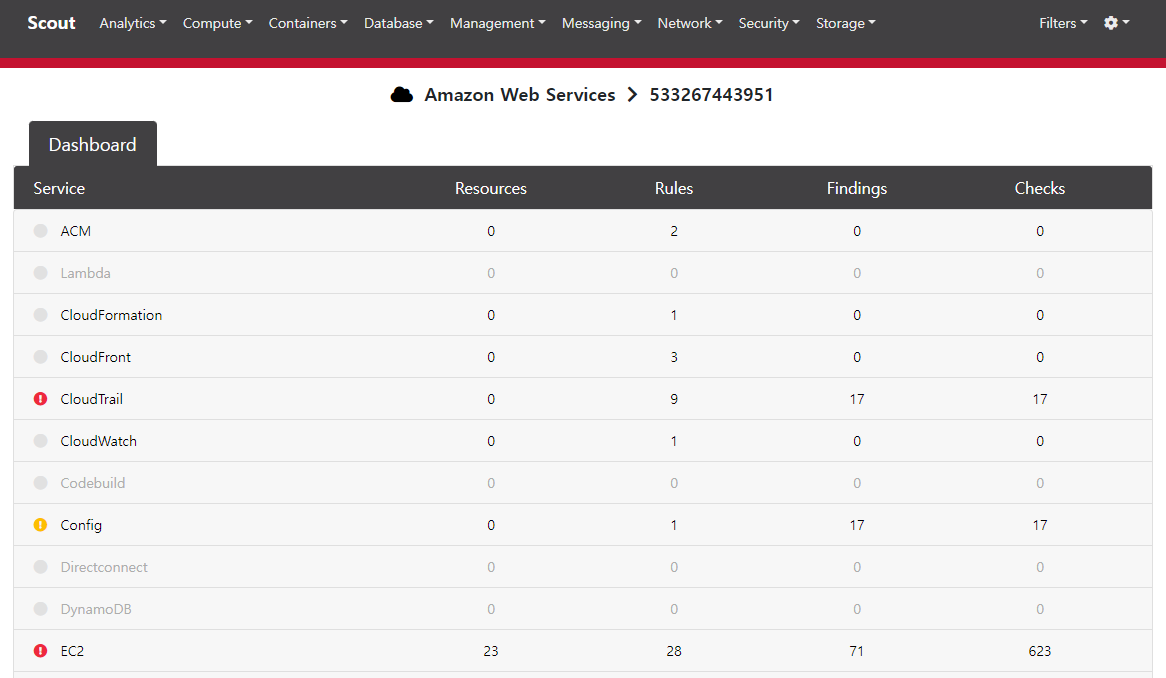 Scout Analytics Compute Containers Database Management Messaging Network Security Storage Filters
Amazon Web Services 533267443951
Dashboard
Service Resources Rules Findings Checks
ACM 0 2 0 0
Lambda 0 0 0 0
CloudFormation 0 1 0 0
CloudFront 0 3 0 0
CloudTrail 0 9 17 17
CloudWatch 0 1 0 0
Codebuild 0 0 0 0
Config 0 1 17 17
Directconnect 0 0 0 0
DynamoDB 0 0 0 0
EC2 23 28 71 623